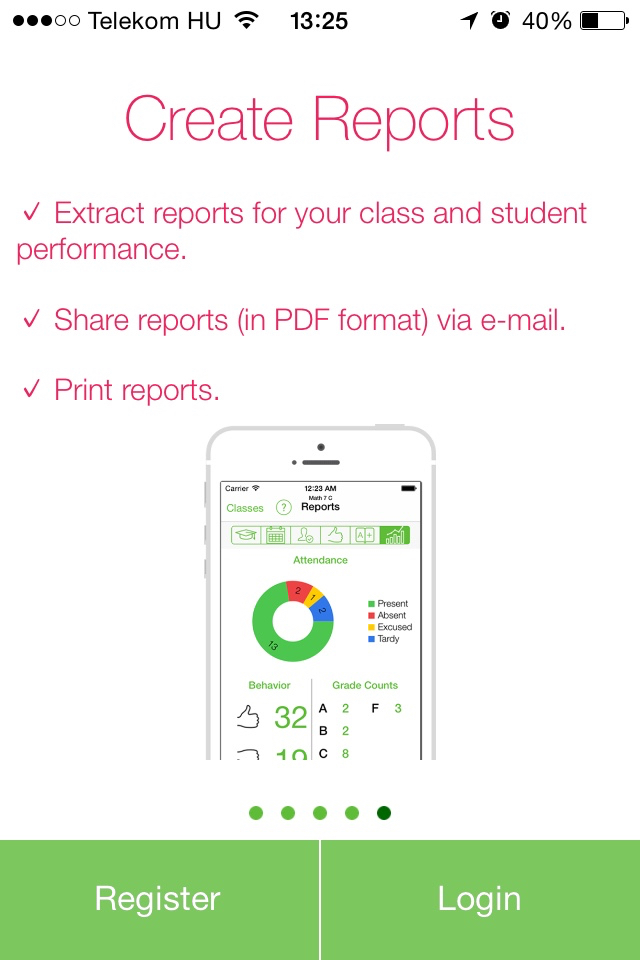 Telekom HU 13:25 40%
Create Reports
✓ Extract reports for your class and student
performance.
✓ Share reports (in PDF format) via e-mail.
✓ Print reports.
Carrier 12:23 AM
Math 7 C
Classes ? Reports
A+
Attendance
2
1
2
13
Present
Absent
Excused
Tardy
Behavior Grade Counts
32 A 2 F 3
B 2
19 C 8
Register Login